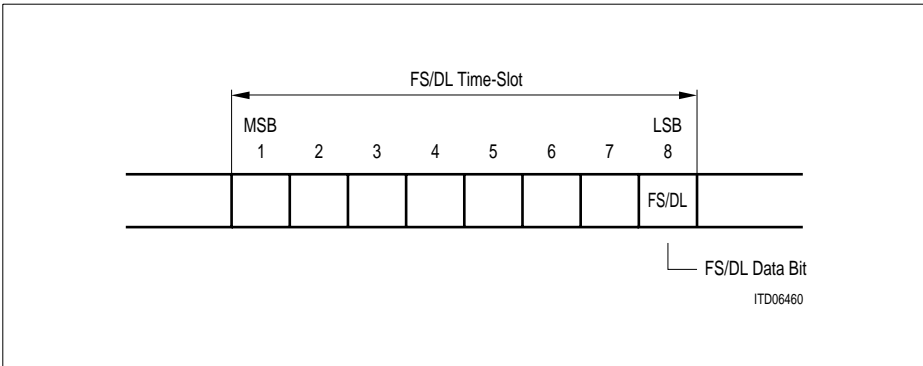 FS/DL Time-Slot
MSB LSB
1 2 3 4 5 6 7 8
FS/DL
FS/DL Data Bit
ITD06460